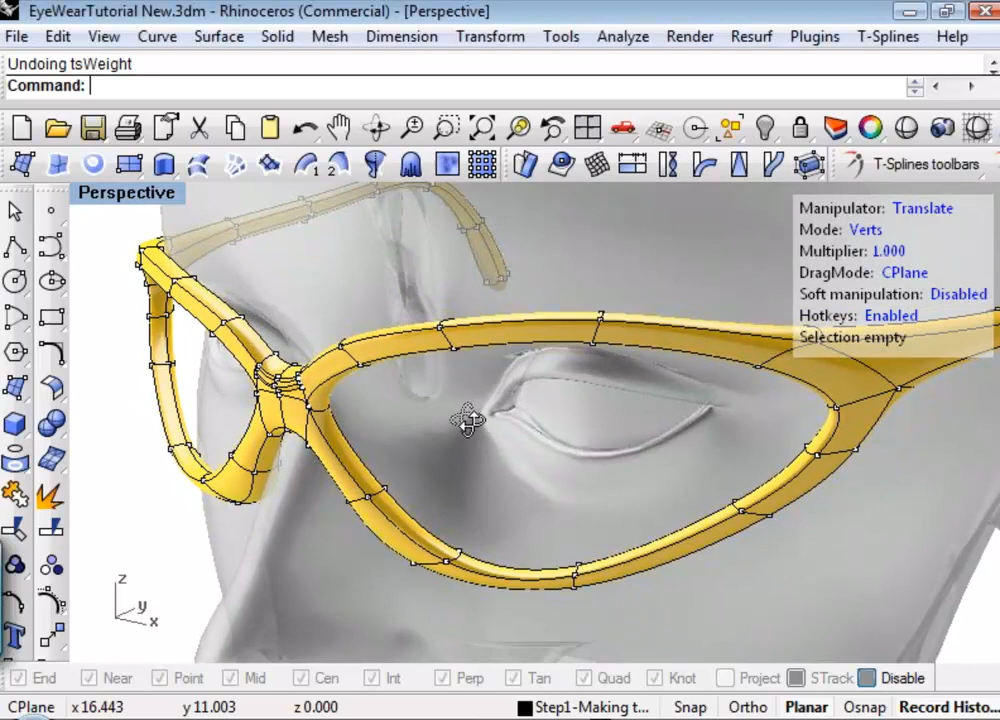 EyeWearTutorial New.3dm - Rhinoceros (Commercial) - [Perspective]
File Edit View Curve Surface Solid Mesh Dimension Transform Tools Analyze Render Resurf Plugins T-Splines Help
Undoing tsWeight
Command:
1 2 T-Splines toolbars
Perspective
Manipulator: Translate
Mode: Verts
Multiplier: 1.000
DragMode: CPlane
Soft manipulation: Disabled
Hotkeys: Enabled
Selection empty
z
y
x
T
End Near Point Mid Cen Int Perp Tan Quad Knot Project STrack Disable
CPlane x 16.443 y 11.003 z 0.000 Step1-Making t... Snap Ortho Planar Osnap Record Histo...